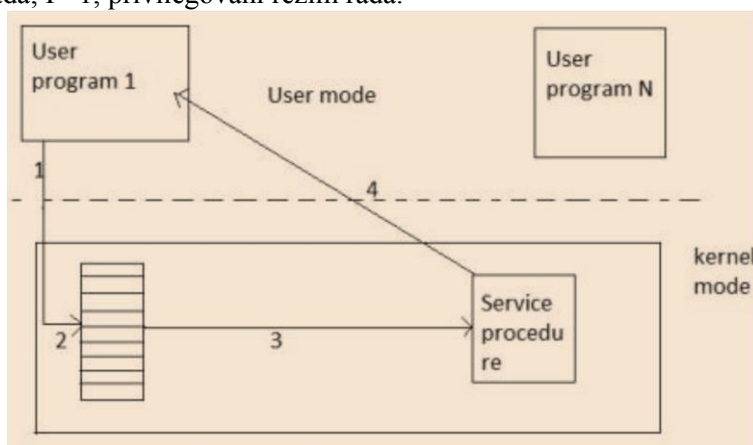 User
program 1
User mode
User
program N
1
4
kernel
mode
2
3
Service
procedu
re